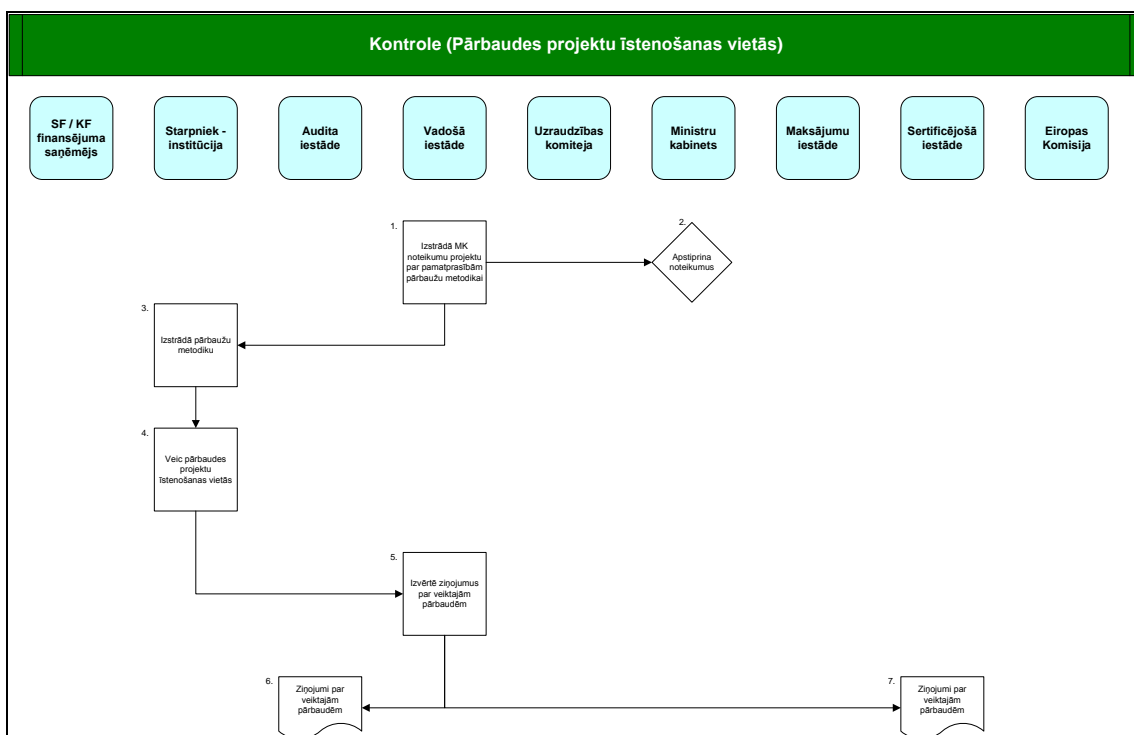 Kontrole (Pārbaudes projektu īstenošanas vietās)
SF / KF
finansējuma
saņēmējs
Starpniek -
institūcija
Audita
iestāde
Vadošā
iestāde
Uzraudzības
komiteja
Ministru
kabinets
Maksājumu
iestāde
Sertificējošā
iestāde
Eiropas
Komisija
1.
Izstrādā MK
noteikumu projektu
par pamatprasībām
pārbaužu metodikai
2.
Apstiprina
noteikumus
3.
Izstrādā pārbaužu
metodiku
4.
Veic pārbaudes
projektu
īstenošanas vietās
5.
Izvērtē ziņojumus
par veiktajām
pārbaudēm
6.
Ziņojumi par
veiktajām
pārbaudēm
7.
Ziņojumi par
veiktajām
pārbaudēm